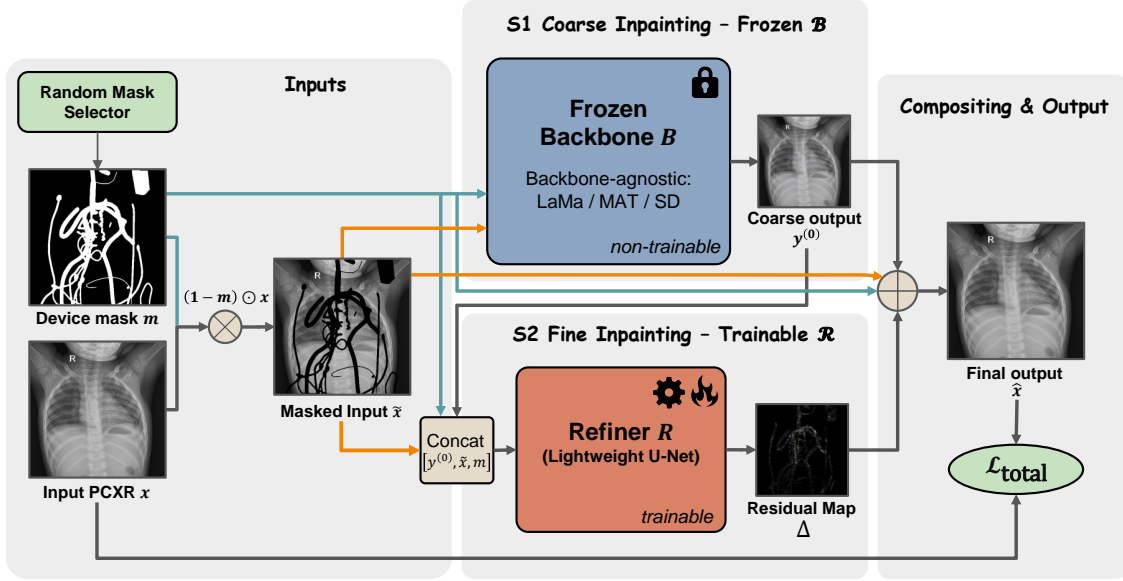 Inputs
Random Mask
Selector
Device mask m
R
Input PCXR x
(1 − m) ⊙ x
R
Masked Input x̃
S1 Coarse Inpainting – Frozen ℬ
Frozen
Backbone B
Backbone-agnostic:
LaMa / MAT / SD
non-trainable
R
Coarse output
y⁽⁰⁾
S2 Fine Inpainting – Trainable ℛ
Concat
[y⁽⁰⁾, x̃, m]
Refiner R
(Lightweight U-Net)
trainable
Residual Map
Δ
Compositing & Output
R
Final output
x̂
ℒtotal